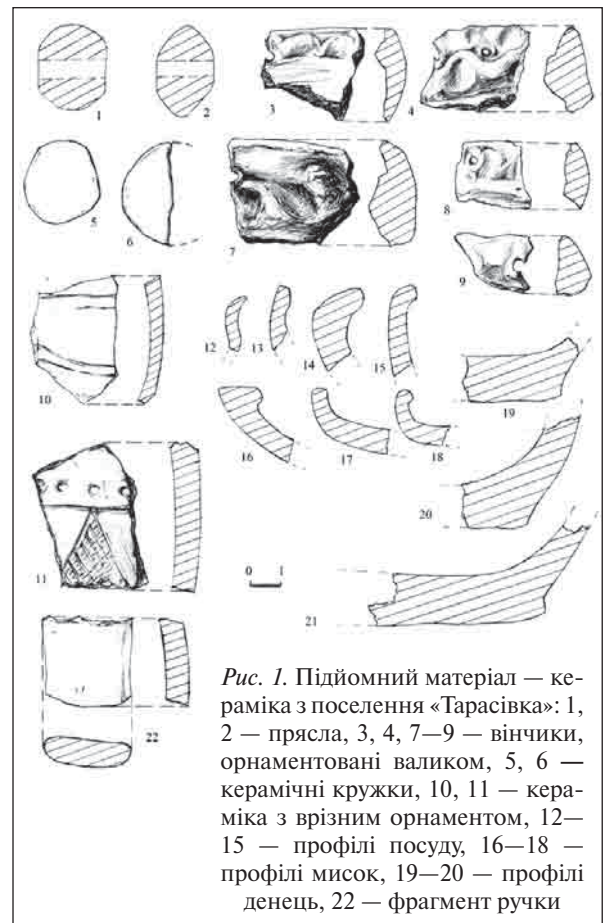 1 2 3 4
5 6 7 8
9
10 12 13 14 15
19
16 17 18
20
11 0 1
21
22
Рис. 1. Підйомний матеріал — ке-
раміка з поселення «Тарасівка»: 1,
2 — прясла, 3, 4, 7—9 — вінчики,
орнаментовані валиком, 5, 6 —
керамічні кружки, 10, 11 — кера-
міка з врізним орнаментом, 12—
15 — профілі посуду, 16—18 —
профілі мисок, 19—20 — профілі
денець, 22 — фрагмент ручки